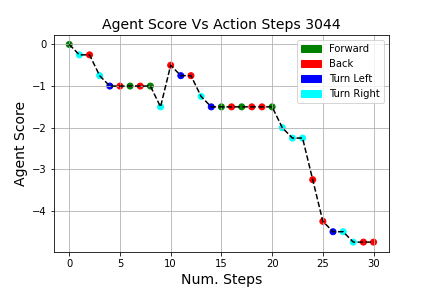 Agent Score Vs Action Steps 3044
Forward
Back
Turn Left
Turn Right
Agent Score
0
−1
−2
−3
−4
0 5 10 15 20 25 30
Num. Steps